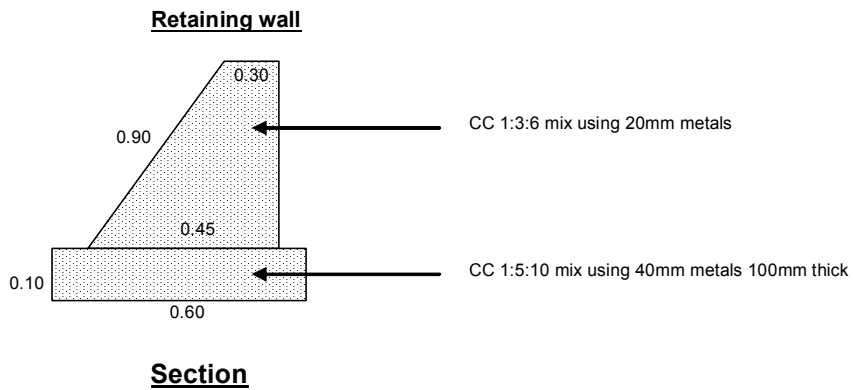 Retaining wall
0.30
CC 1:3:6 mix using 20mm metals
0.90
0.45
0.10
CC 1:5:10 mix using 40mm metals 100mm thick
0.60
Section